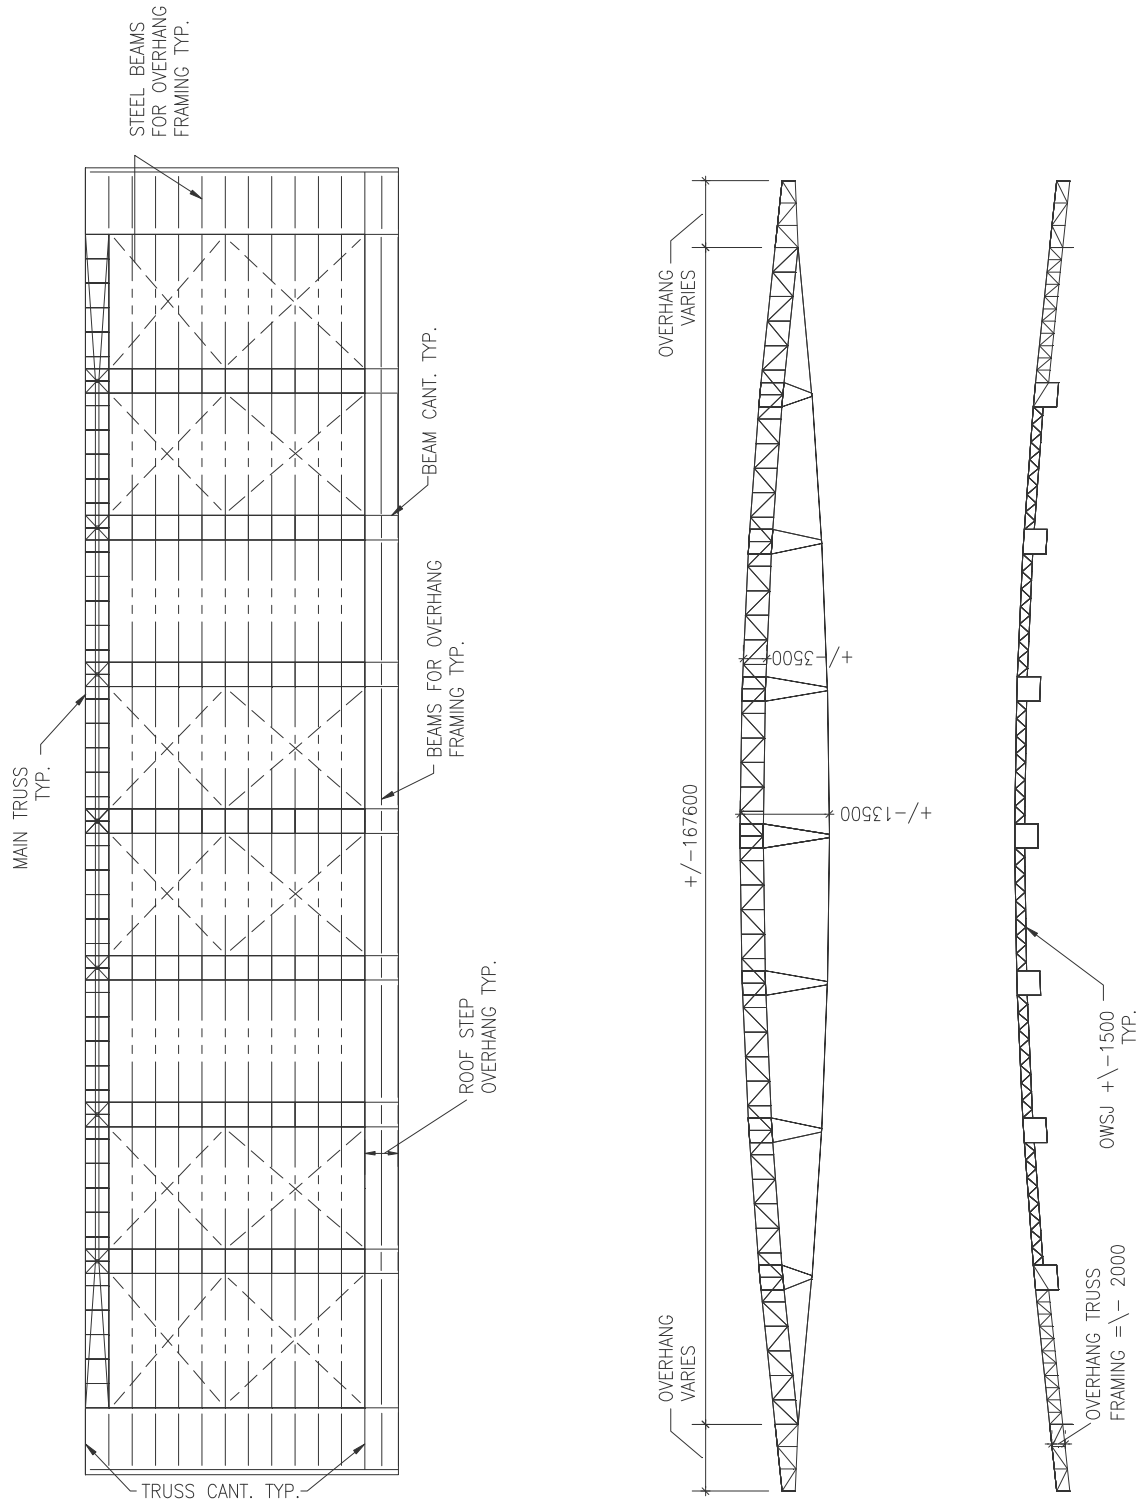 STEEL BEAMS
FOR OVERHANG
FRAMING TYP.
BEAM CANT. TYP.
BEAMS FOR OVERHANG
FRAMING TYP.
MAIN TRUSS
TYP.
ROOF STEP
OVERHANG TYP.
TRUSS CANT. TYP.
OVERHANG
VARIES
+/-3500
+/-167600
+/-13500
OVERHANG
VARIES
OWSJ +\-1500
TYP.
OVERHANG TRUSS
FRAMING =\- 2000